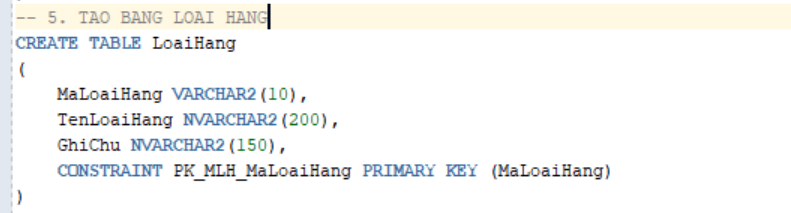 -- 5. TAO BANG LOAI HANG
CREATE TABLE LoaiHang
(
    MaLoaiHang VARCHAR2(10),
    TenLoaiHang NVARCHAR2(200),
    GhiChu NVARCHAR2(150),
    CONSTRAINT PK_MLH_MaLoaiHang PRIMARY KEY (MaLoaiHang)
)